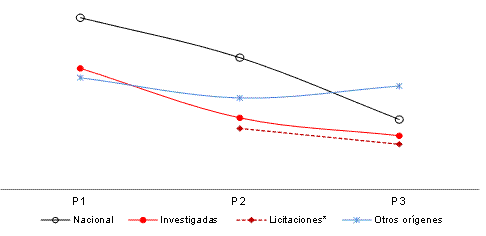 P1 P2 P3
Nacional Investigadas Licitaciones* Otros orígenes